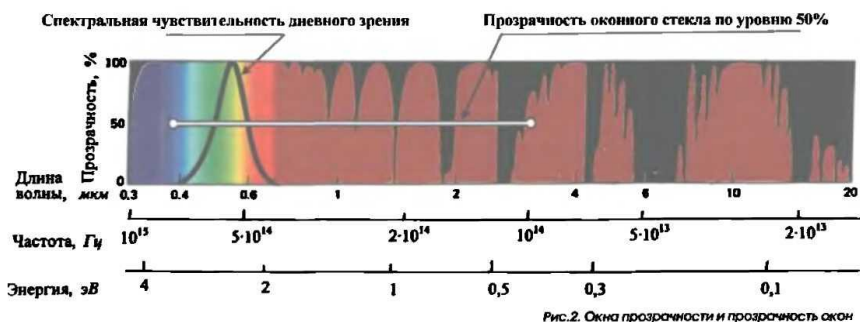 Спектральная чувствительность дневного зрения
Прозрачность оконного стекла по уровню 50%
Прозрачность, %
100
50
0
Длина волны, мкм 0.3 0.4 0.6 1 2 4 6 10 20
Частота, Гц 10¹⁵ 5·10¹⁴ 2·10¹⁴ 10¹⁴ 5·10¹³ 2·10¹³
Энергия, эВ 4 2 1 0,5 0,3 0,1
Рис.2. Окна прозрачности и прозрачность окон